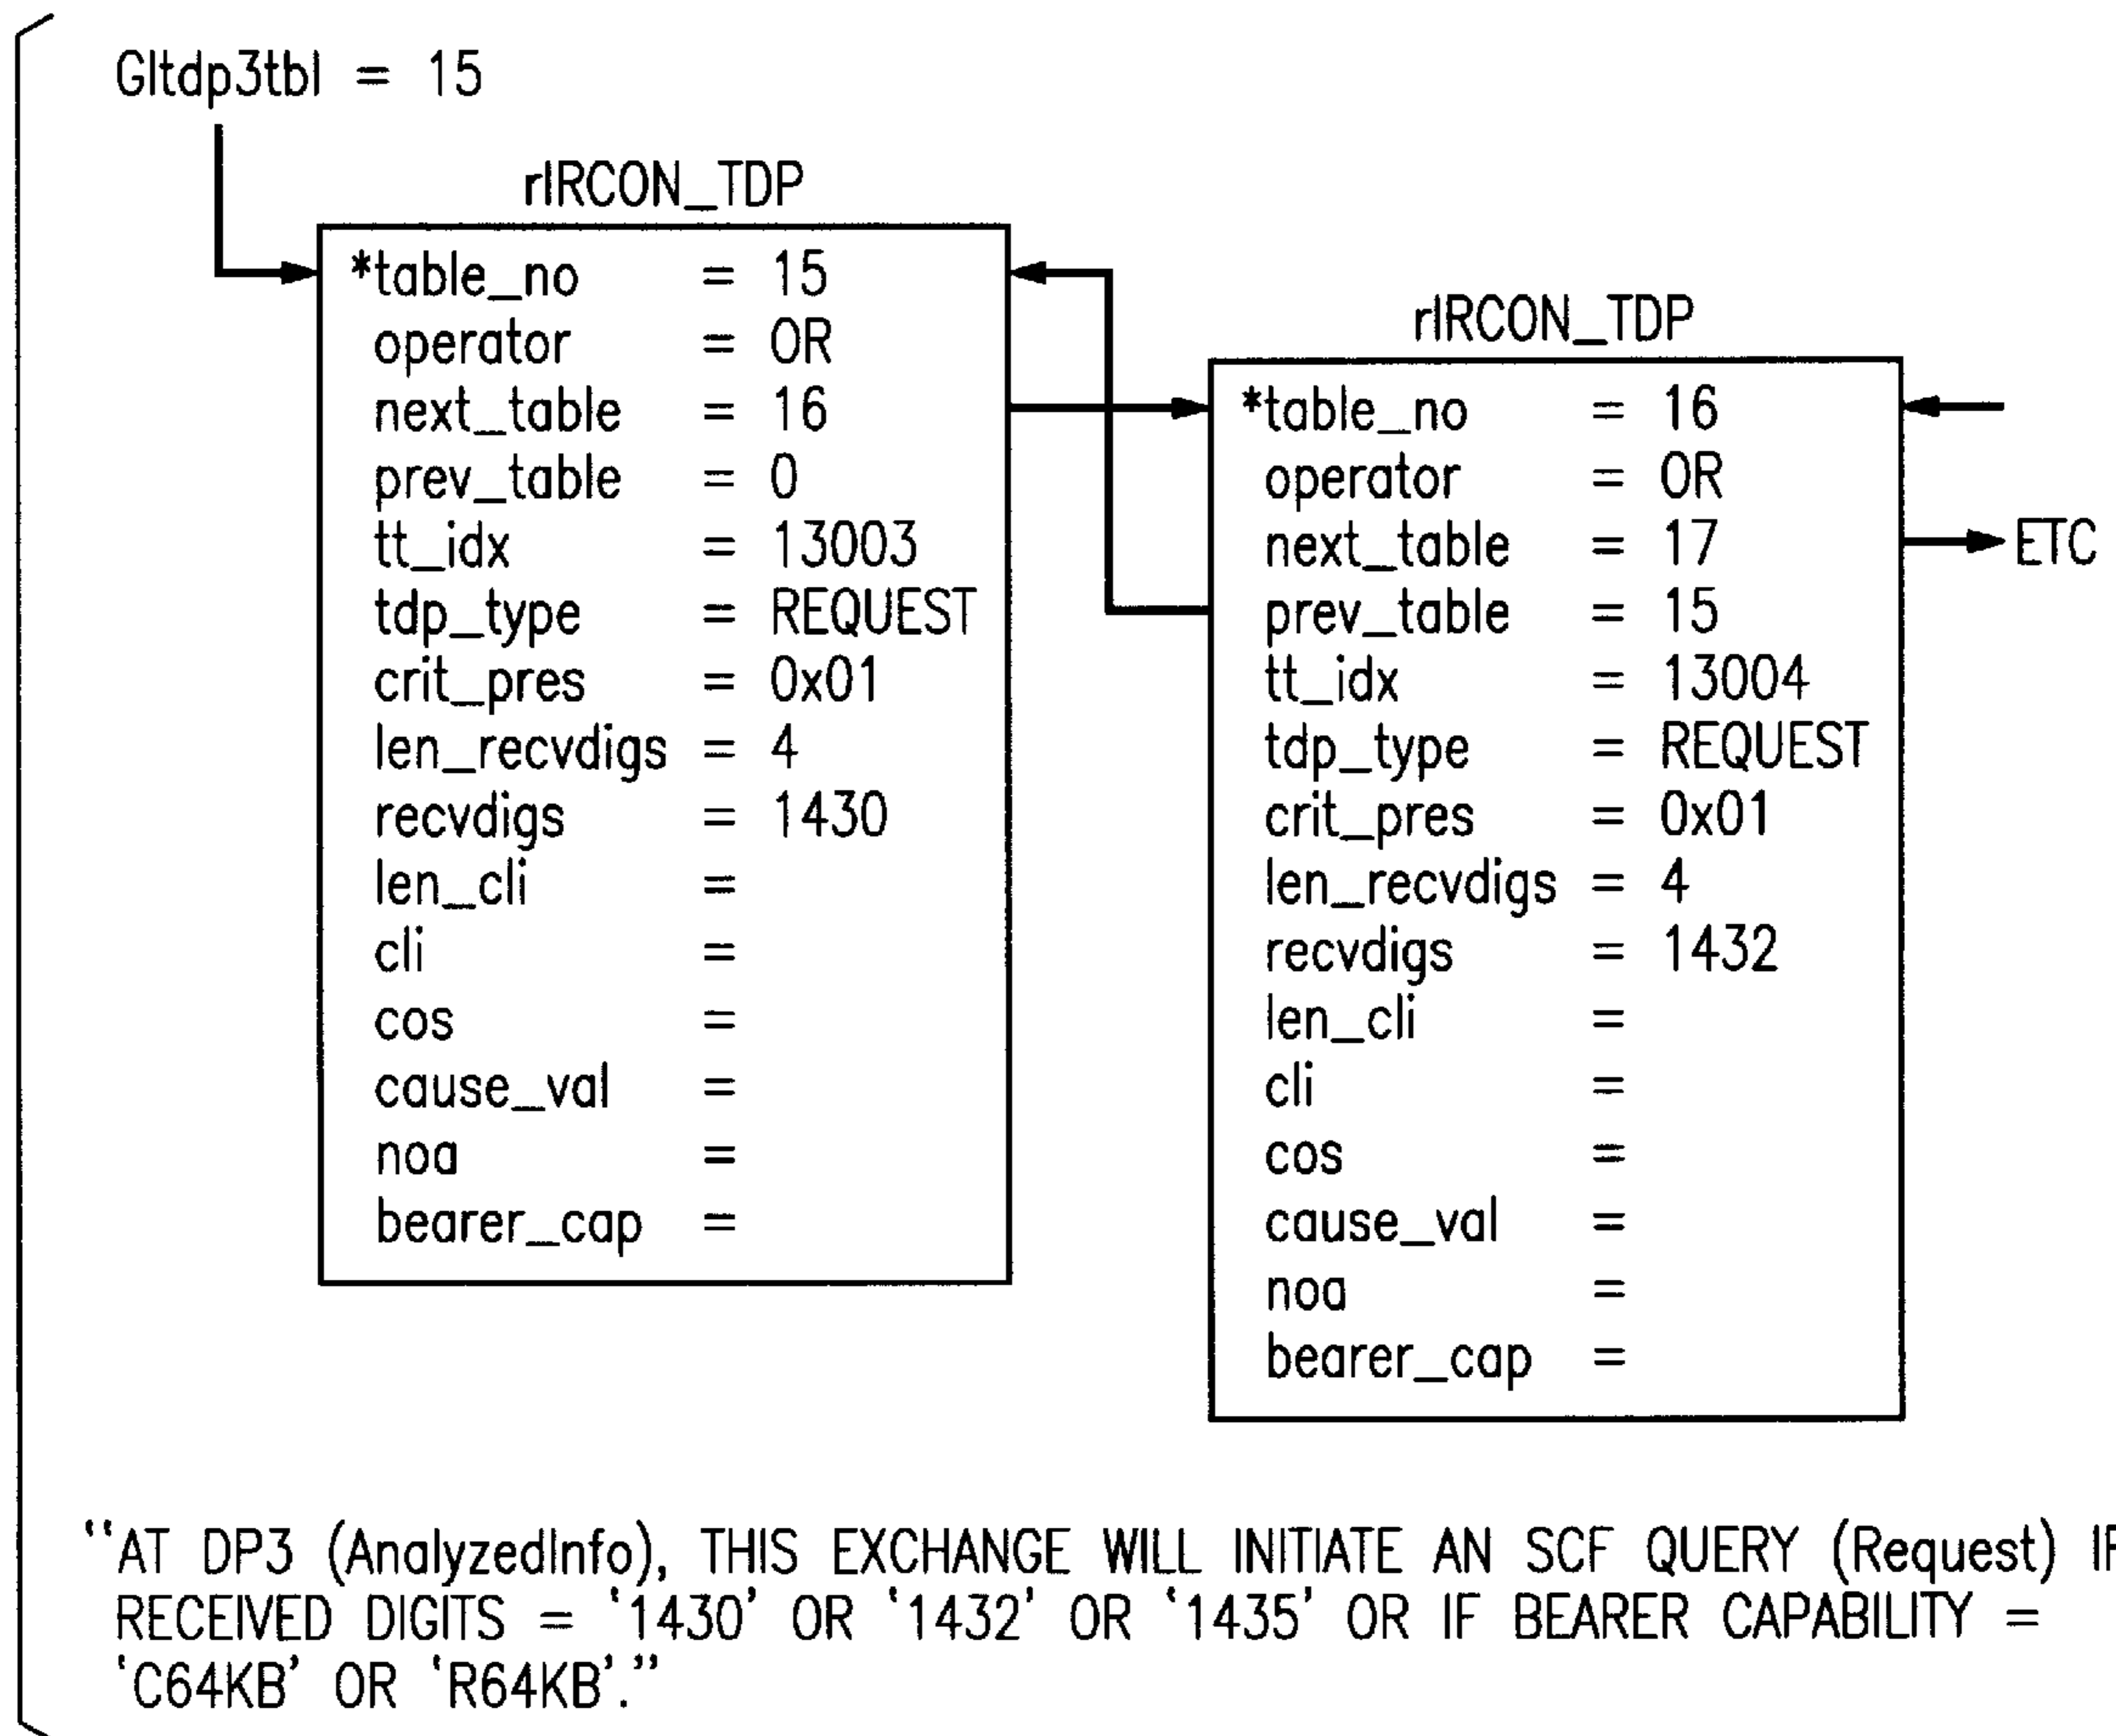 Gltdp3tbl = 15
rIRCON_TDP
*table_no = 15
operator = OR
next_table = 16
prev_table = 0
tt_idx = 13003
tdp_type = REQUEST
crit_pres = 0x01
len_recvdigs = 4
recvdigs = 1430
len_cli =
cli =
cos =
cause_val =
noa =
bearer_cap =
rIRCON_TDP
*table_no = 16
operator = OR
next_table = 17
prev_table = 15
tt_idx = 13004
tdp_type = REQUEST
crit_pres = 0x01
len_recvdigs = 4
recvdigs = 1432
len_cli =
cli =
cos =
cause_val =
noa =
bearer_cap =
ETC
“AT DP3 (AnalyzedInfo), THIS EXCHANGE WILL INITIATE AN SCF QUERY (Request) IF
RECEIVED DIGITS = ‘1430’ OR ‘1432’ OR ‘1435’ OR IF BEARER CAPABILITY =
‘C64KB’ OR ‘R64KB’.”